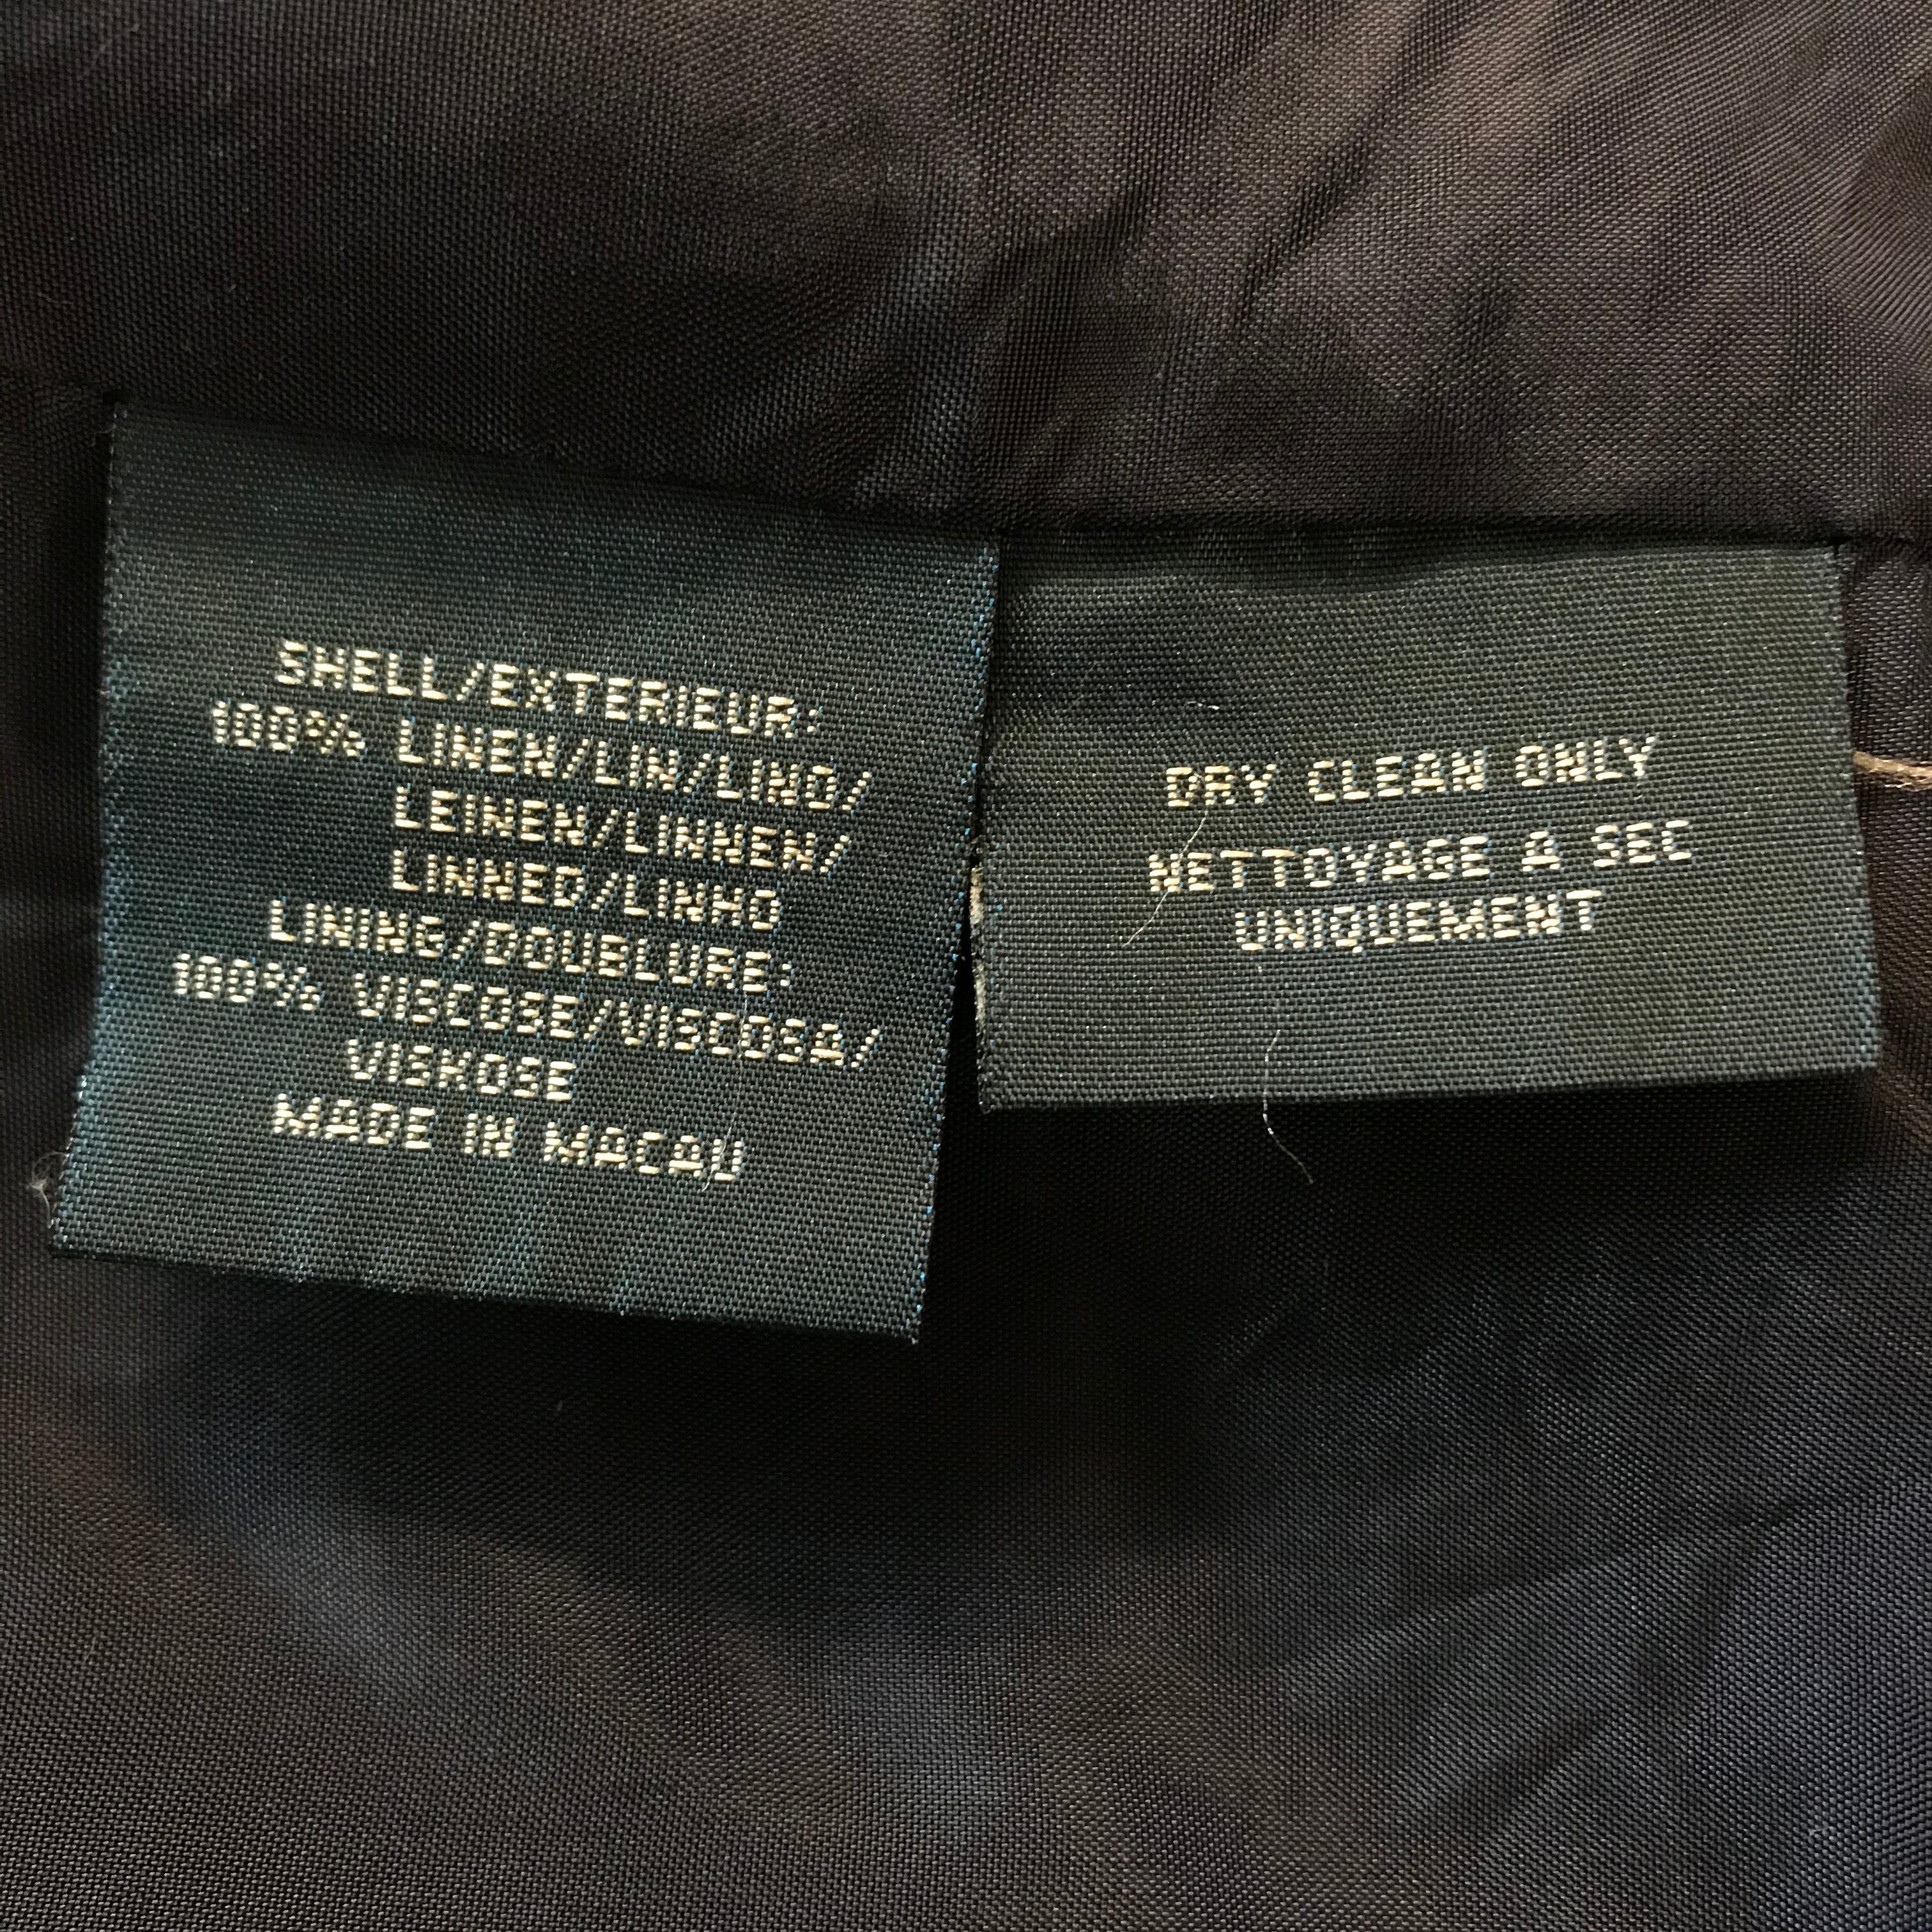 SHELL/EXTERIEUR:
100% LINEN/LIN/LINO/
LEINEN/LINNEN/
LINNED/LINHO
LINING/DOUBLURE:
100% VISCOSE/VISCOSA/
VISKOSE
MADE IN MACAU
DRY CLEAN ONLY
NETTOYAGE A SEC
UNIQUEMENT